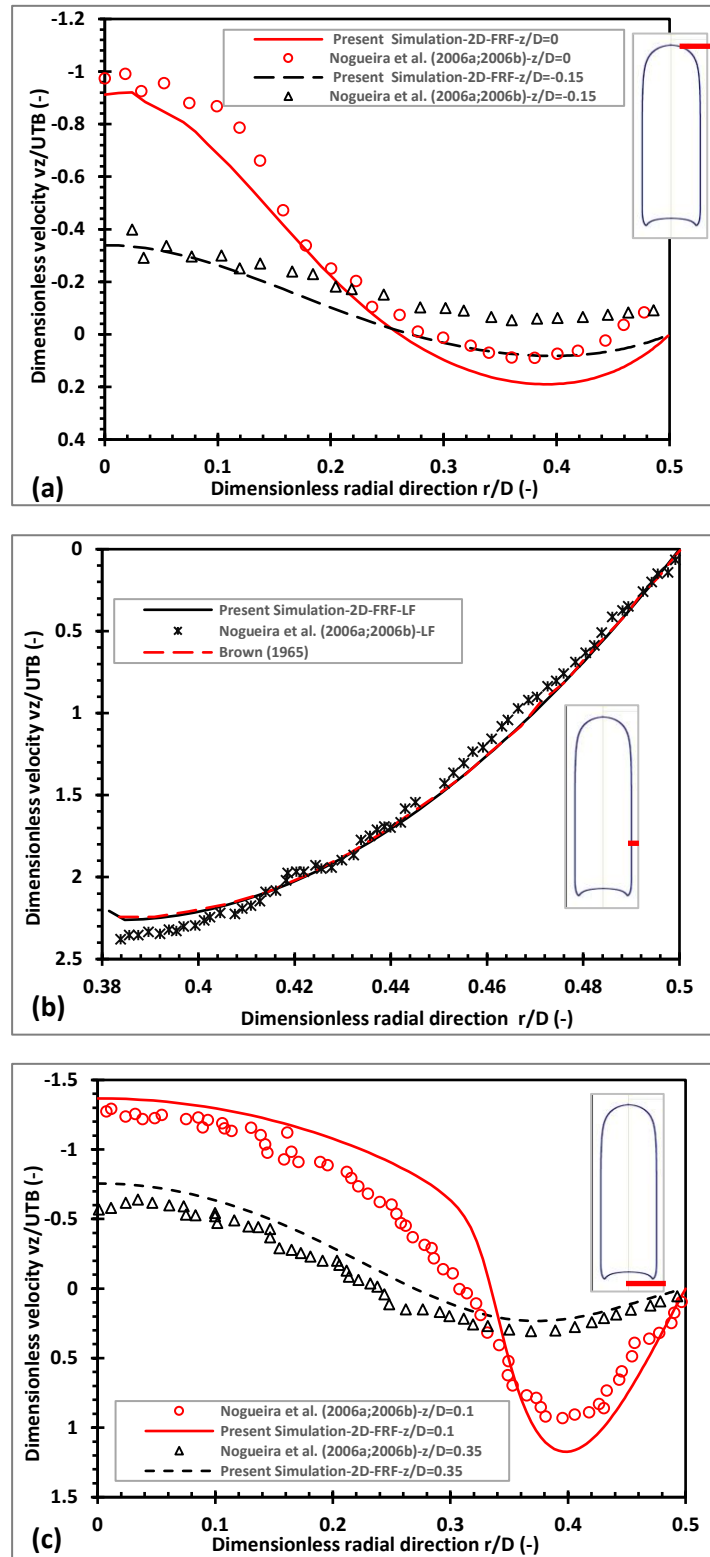 Present Simulation-2D-FRF-z/D=0
Nogueira et al. (2006a;2006b)-z/D=0
Present Simulation-2D-FRF-z/D=-0.15
Nogueira et al. (2006a;2006b)-z/D=-0.15
Dimensionless velocity vz/UTB (-)
-1
-0.8
-0.6
-0.4
-0.2
0
0.2
0.4
0
0.1
0.2
0.3
0.4
0.5
(a)
Dimensionless radial direction r/D (-)
Dimensionless velocity vz/UTB (-)
0
0.5
1
1.5
2
2.5
Present Simulation-2D-FRF-LF
Nogueira et al. (2006a;2006b)-LF
Brown (1965)
0.38
0.4
0.42
0.44
0.46
0.48
0.5
(b)
Dimensionless radial direction r/D (-)
Dimensionless velocity vz/UTB (-)
-1.5
-1
-0.5
0
0.5
1
1.5
Nogueira et al. (2006a;2006b)-z/D=0.1
Present Simulation-2D-FRF-z/D=0.1
Nogueira et al. (2006a;2006b)-z/D=0.35
Present Simulation-2D-FRF-z/D=0.35
0
0.1
0.2
0.3
0.4
0.5
(c)
Dimensionless radial direction r/D (-)